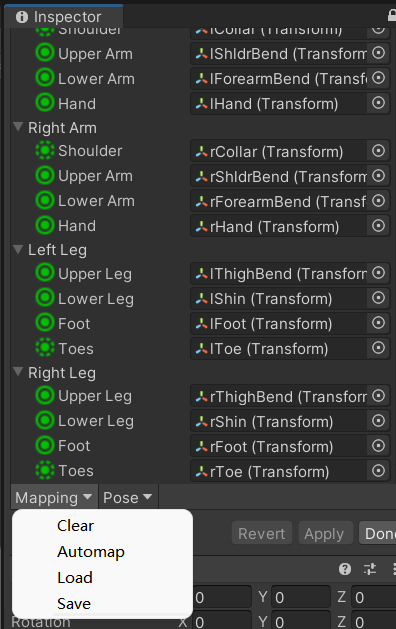 Inspector
Shoulder lCollar (Transform)
Upper Arm lShldrBend (Transform
Lower Arm lForearmBend (Transf
Hand lHand (Transform)
Right Arm
Shoulder rCollar (Transform)
Upper Arm rShldrBend (Transforr
Lower Arm rForearmBend (Transf
Hand rHand (Transform)
Left Leg
Upper Leg lThighBend (Transforr
Lower Leg lShin (Transform)
Foot lFoot (Transform)
Toes lToe (Transform)
Right Leg
Upper Leg rThighBend (Transforr
Lower Leg rShin (Transform)
Foot rFoot (Transform)
Toes rToe (Transform)
Mapping Pose
Clear
Automap
Load
Save
Revert Apply Done
0 Y 0 Z 0
Rotation X 0 Y 0 Z 0